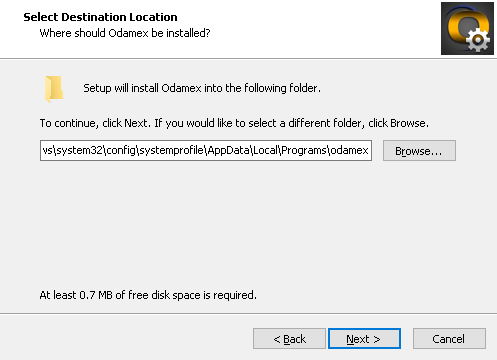 Select Destination Location
Where should Odamex be installed?
Setup will install Odamex into the following folder.
To continue, click Next. If you would like to select a different folder, click Browse.
vs\system32\config\systemprofile\AppData\Local\Programs\odamex
Browse...
At least 0.7 MB of free disk space is required.
< Back
Next >
Cancel